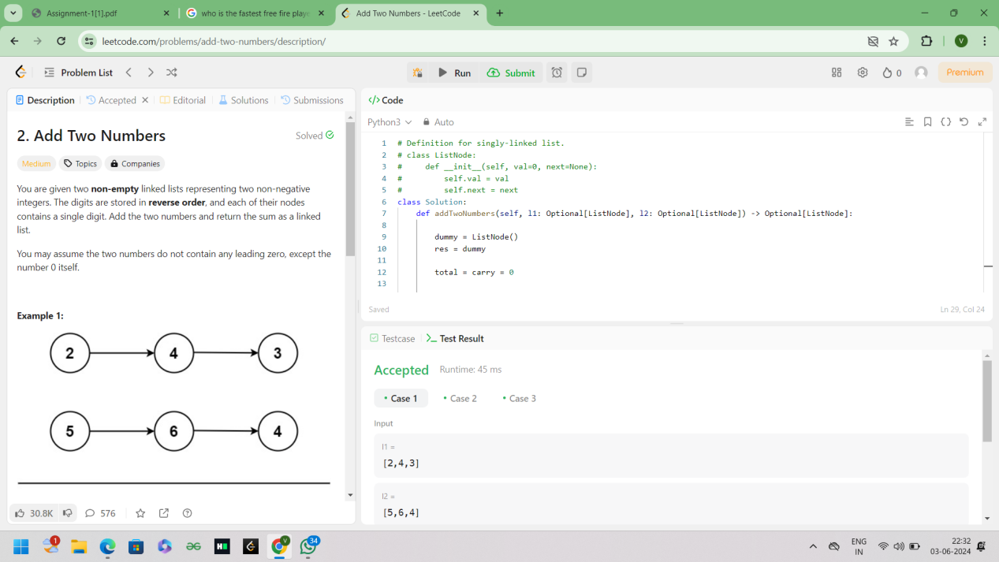 Assignment-1[1].pdf
who is the fastest free fire playe
Add Two Numbers - LeetCode
leetcode.com/problems/add-two-numbers/description/
V
Problem List
Run
Submit
0
Premium
Description
Accepted
Editorial
Solutions
Submissions
2. Add Two Numbers
Solved
Medium
Topics
Companies
You are given two non-empty linked lists representing two non-negative
integers. The digits are stored in reverse order, and each of their nodes
contains a single digit. Add the two numbers and return the sum as a linked
list.
You may assume the two numbers do not contain any leading zero, except the
number 0 itself.
Example 1:
2 4 3
5 6 4
30.8K
576
</> Code
Python3
Auto
1 # Definition for singly-linked list.
2 # class ListNode:
3 #     def __init__(self, val=0, next=None):
4 #         self.val = val
5 #         self.next = next
6 class Solution:
7     def addTwoNumbers(self, l1: Optional[ListNode], l2: Optional[ListNode]) -> Optional[ListNode]:
8
9         dummy = ListNode()
10         res = dummy
11
12         total = carry = 0
13
Saved
Ln 29, Col 24
Testcase
Test Result
Accepted
Runtime: 45 ms
Case 1
Case 2
Case 3
Input
l1 =
[2,4,3]
l2 =
[5,6,4]
1
V
34
ENG
IN
22:32
03-06-2024